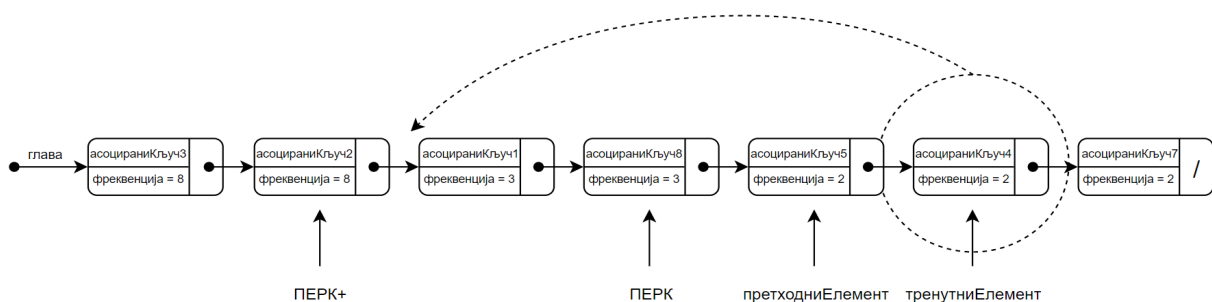 глава
асоцираниКључ3
фреквенција = 8
асоцираниКључ2
фреквенција = 8
асоцираниКључ1
фреквенција = 3
асоцираниКључ8
фреквенција = 3
асоцираниКључ5
фреквенција = 2
асоцираниКључ4
фреквенција = 2
асоцираниКључ7
фреквенција = 2
/
ПЕРК+
ПЕРК
претходниЕлемент
тренутниЕлемент